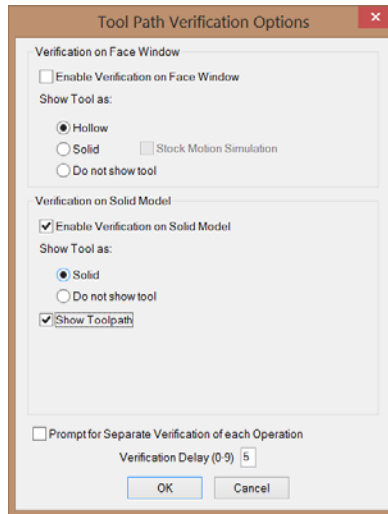 Tool Path Verification Options
x
Verification on Face Window
Enable Verification on Face Window
Show Tool as:
Hollow
Solid
Stock Motion Simulation
Do not show tool
Verification on Solid Model
Enable Verification on Solid Model
Show Tool as:
Solid
Do not show tool
Show Toolpath
Prompt for Separate Verification of each Operation
Verification Delay (0-9) 5
OK Cancel